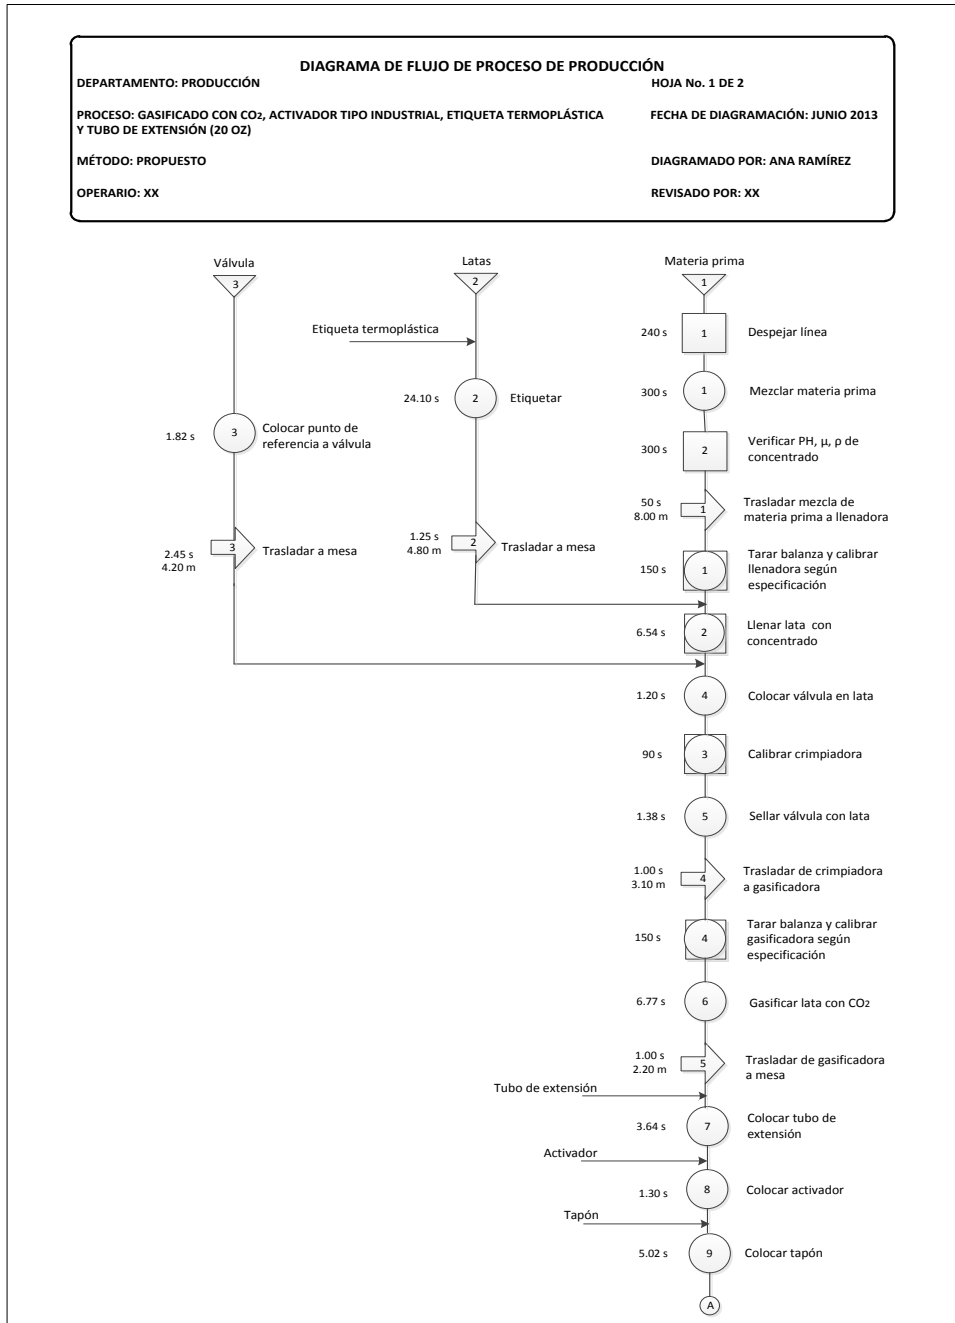 DIAGRAMA DE FLUJO DE PROCESO DE PRODUCCIÓN
DEPARTAMENTO: PRODUCCIÓN
HOJA No. 1 DE 2
PROCESO: GASIFICADO CON CO2, ACTIVADOR TIPO INDUSTRIAL, ETIQUETA TERMOPLÁSTICA
Y TUBO DE EXTENSIÓN (20 OZ)
FECHA DE DIAGRAMACIÓN: JUNIO 2013
MÉTODO: PROPUESTO
DIAGRAMADO POR: ANA RAMÍREZ
OPERARIO: XX
REVISADO POR: XX
Válvula
3
Latas
2
Materia prima
1
Etiqueta termoplástica
240 s
1
Despejar línea
24.10 s
2
Etiquetar
300 s
1
Mezclar materia prima
1.82 s
3
Colocar punto de
referencia a válvula
300 s
2
Verificar PH, μ, ρ de
concentrado
50 s
8.00 m
1
Trasladar mezcla de
materia prima a llenadora
2.45 s
4.20 m
3
Trasladar a mesa
1.25 s
4.80 m
2
Trasladar a mesa
150 s
1
Tarar balanza y calibrar
llenadora según
especificación
6.54 s
2
Llenar lata con
concentrado
1.20 s
4
Colocar válvula en lata
90 s
3
Calibrar crimpiadora
1.38 s
5
Sellar válvula con lata
1.00 s
3.10 m
4
Trasladar de crimpiadora
a gasificadora
150 s
4
Tarar balanza y calibrar
gasificadora según
especificación
6.77 s
6
Gasificar lata con CO2
1.00 s
2.20 m
5
Trasladar de gasificadora
a mesa
Tubo de extensión
3.64 s
7
Colocar tubo de
extensión
Activador
1.30 s
8
Colocar activador
Tapón
5.02 s
9
Colocar tapón
A